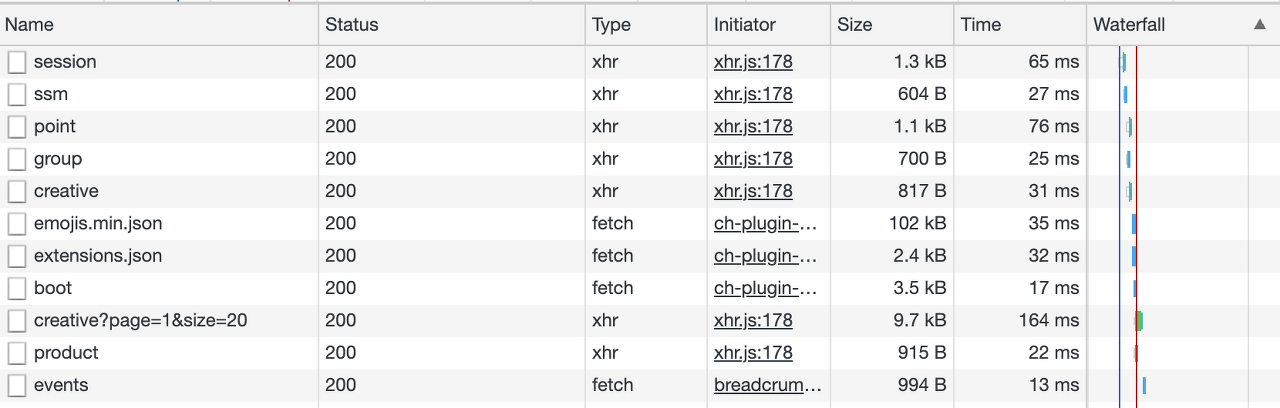 Name Status Type Initiator Size Time Waterfall ▲
session 200 xhr xhr.js:178 1.3 kB 65 ms
ssm 200 xhr xhr.js:178 604 B 27 ms
point 200 xhr xhr.js:178 1.1 kB 76 ms
group 200 xhr xhr.js:178 700 B 25 ms
creative 200 xhr xhr.js:178 817 B 31 ms
emojis.min.json 200 fetch ch-plugin-... 102 kB 35 ms
extensions.json 200 fetch ch-plugin-... 2.4 kB 32 ms
boot 200 fetch ch-plugin-... 3.5 kB 17 ms
creative?page=1&size=20 200 xhr xhr.js:178 9.7 kB 164 ms
product 200 xhr xhr.js:178 915 B 22 ms
events 200 fetch breadcrum... 994 B 13 ms